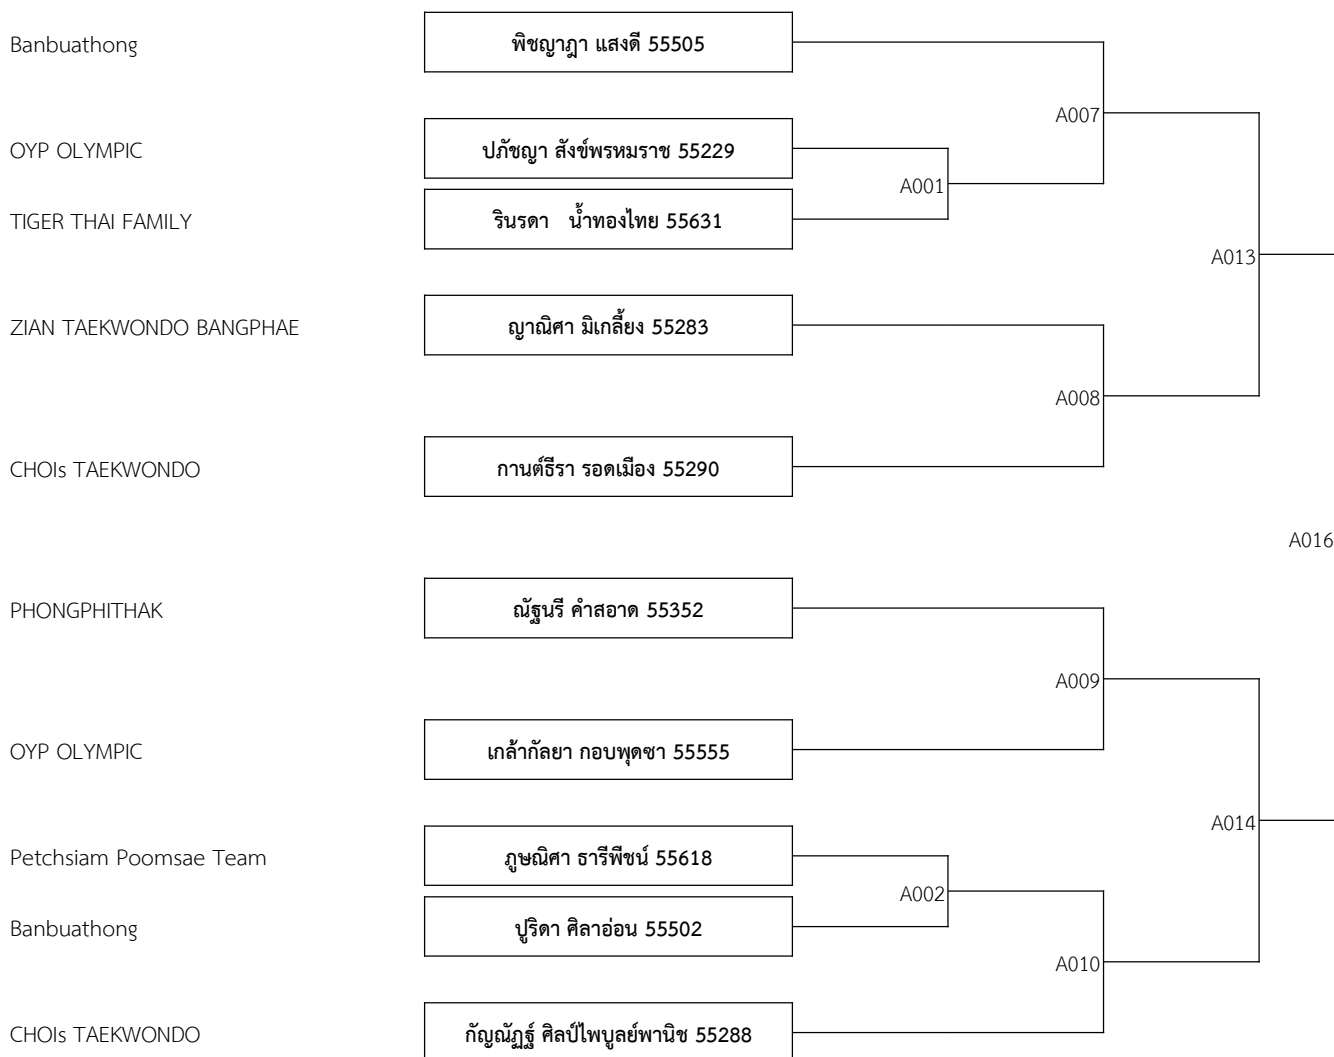 Banbuathong
พิชญาฎา แสงดี 55505
A007
OYP OLYMPIC
ปภัชญา สังข์พรหมราช 55229
A001
TIGER THAI FAMILY
รินรดา น้ำทองไทย 55631
A013
ZIAN TAEKWONDO BANGPHAE
ญาณิศา มิเกลี้ยง 55283
A008
CHOIs TAEKWONDO
กานต์ธีรา รอดเมือง 55290
A016
PHONGPHITHAK
ณัฐนรี คำสอาด 55352
A009
OYP OLYMPIC
เกล้ากัลยา กอบพุดซา 55555
A014
Petchsiam Poomsae Team
ภูษณิศา ธารีพืชน์ 55618
A002
Banbuathong
ปูริดา ศิลาอ่อน 55502
A010
CHOIs TAEKWONDO
กัญณัฏฐ์ ศิลป์ไพบูลย์พานิช 55288